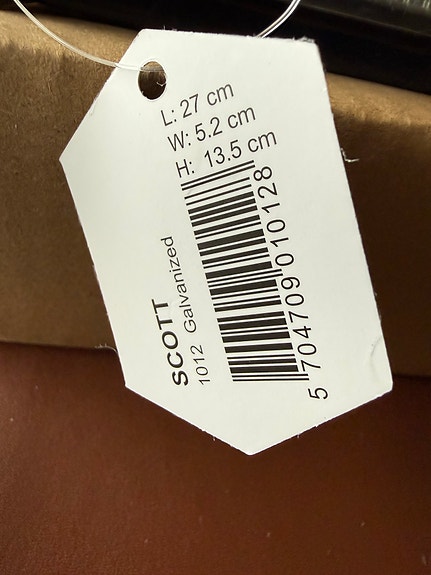 L: 27 cm
W: 5.2 cm
H: 13.5 cm
SCOTT
1012 Galvanized
5 704709 010128